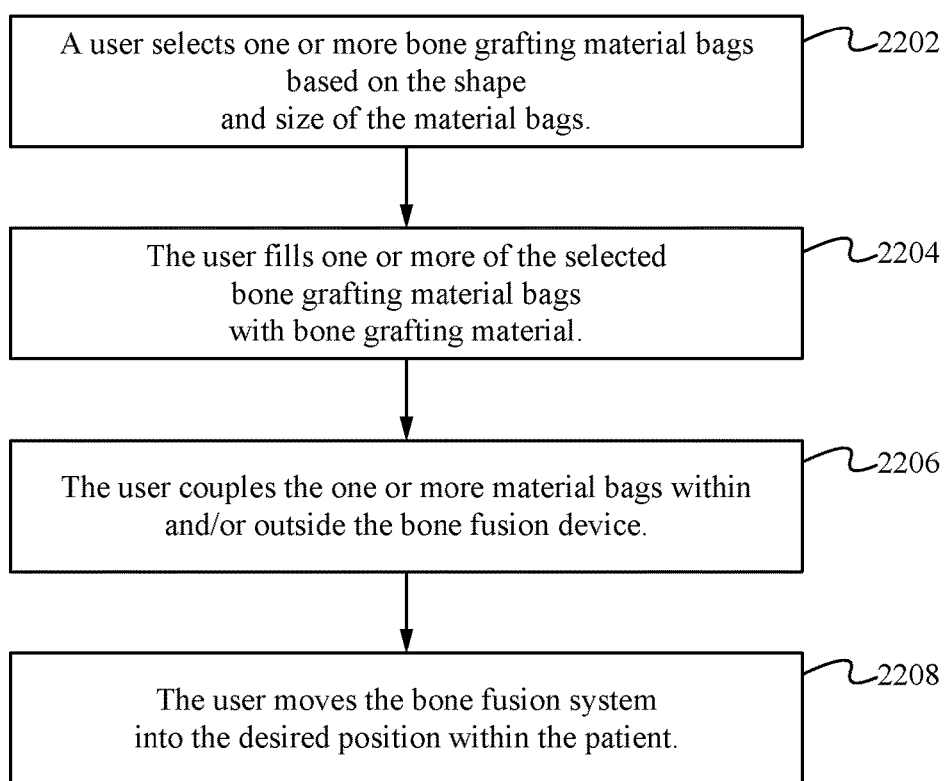 A user selects one or more bone grafting material bags
based on the shape
and size of the material bags.
2202
The user fills one or more of the selected
bone grafting material bags
with bone grafting material.
2204
The user couples the one or more material bags within
and/or outside the bone fusion device.
2206
The user moves the bone fusion system
into the desired position within the patient.
2208